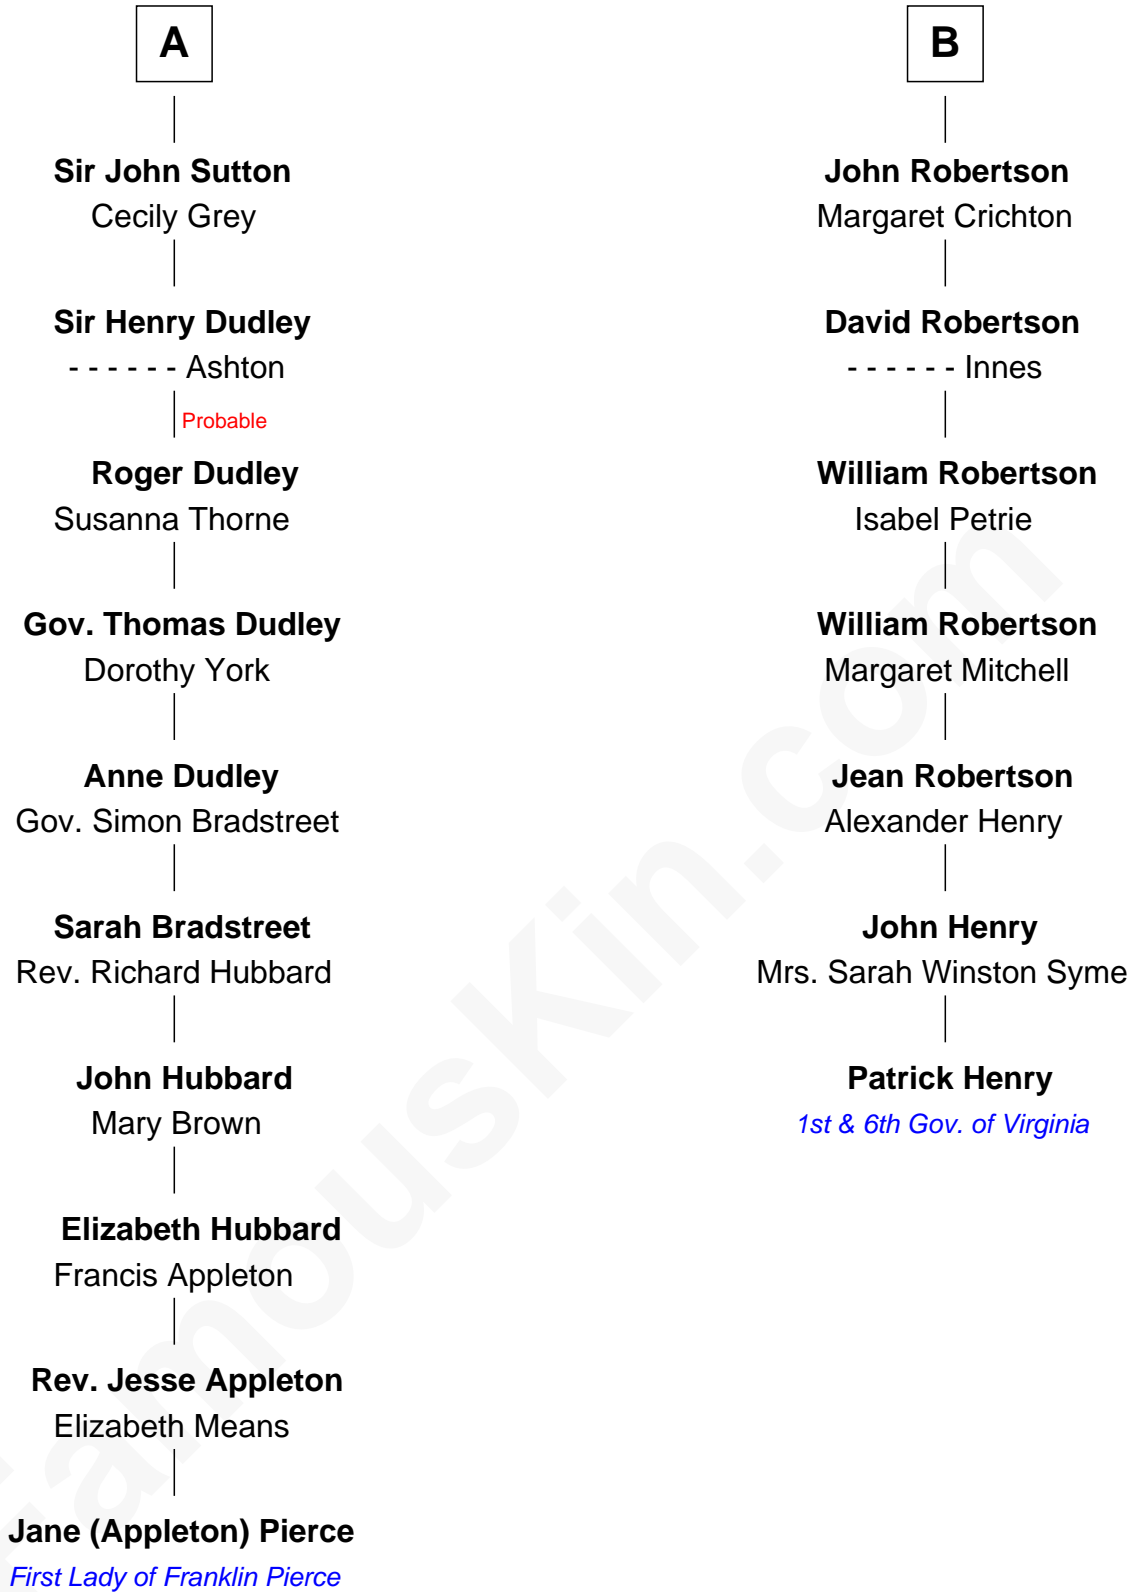 A
Sir John Sutton
Cecily Grey
Sir Henry Dudley
- - - - - - Ashton
Probable
Roger Dudley
Susanna Thorne
Gov. Thomas Dudley
Dorothy York
Anne Dudley
Gov. Simon Bradstreet
Sarah Bradstreet
Rev. Richard Hubbard
John Hubbard
Mary Brown
Elizabeth Hubbard
Francis Appleton
Rev. Jesse Appleton
Elizabeth Means
Jane (Appleton) Pierce
First Lady of Franklin Pierce
B
John Robertson
Margaret Crichton
David Robertson
- - - - - - Innes
William Robertson
Isabel Petrie
William Robertson
Margaret Mitchell
Jean Robertson
Alexander Henry
John Henry
Mrs. Sarah Winston Syme
Patrick Henry
1st & 6th Gov. of Virginia
FamousKin.com